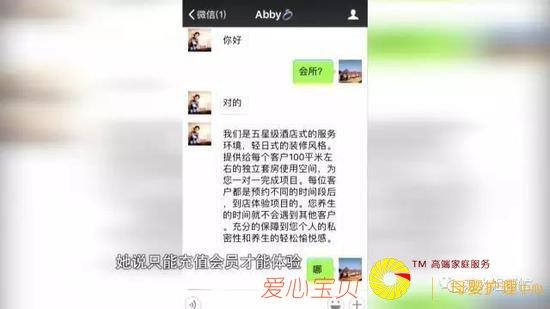 微信(1)
Abby
你好
会所?
对的
我们是五星级酒店式的服务
环境，轻日式的装修风格。
提供给每个客户100平米左
右的独立套房使用空间，为
您一对一完成项目。每位客
户都是预约不同的时间段后
，到店体验项目的。您养生
的时间就不会遇到其他客户
。充分的保障到您个人的私
密性和养生的轻松愉悦感。
哪
她说只能充值会员才能体验
TM 高端家庭服务
爱心宝贝